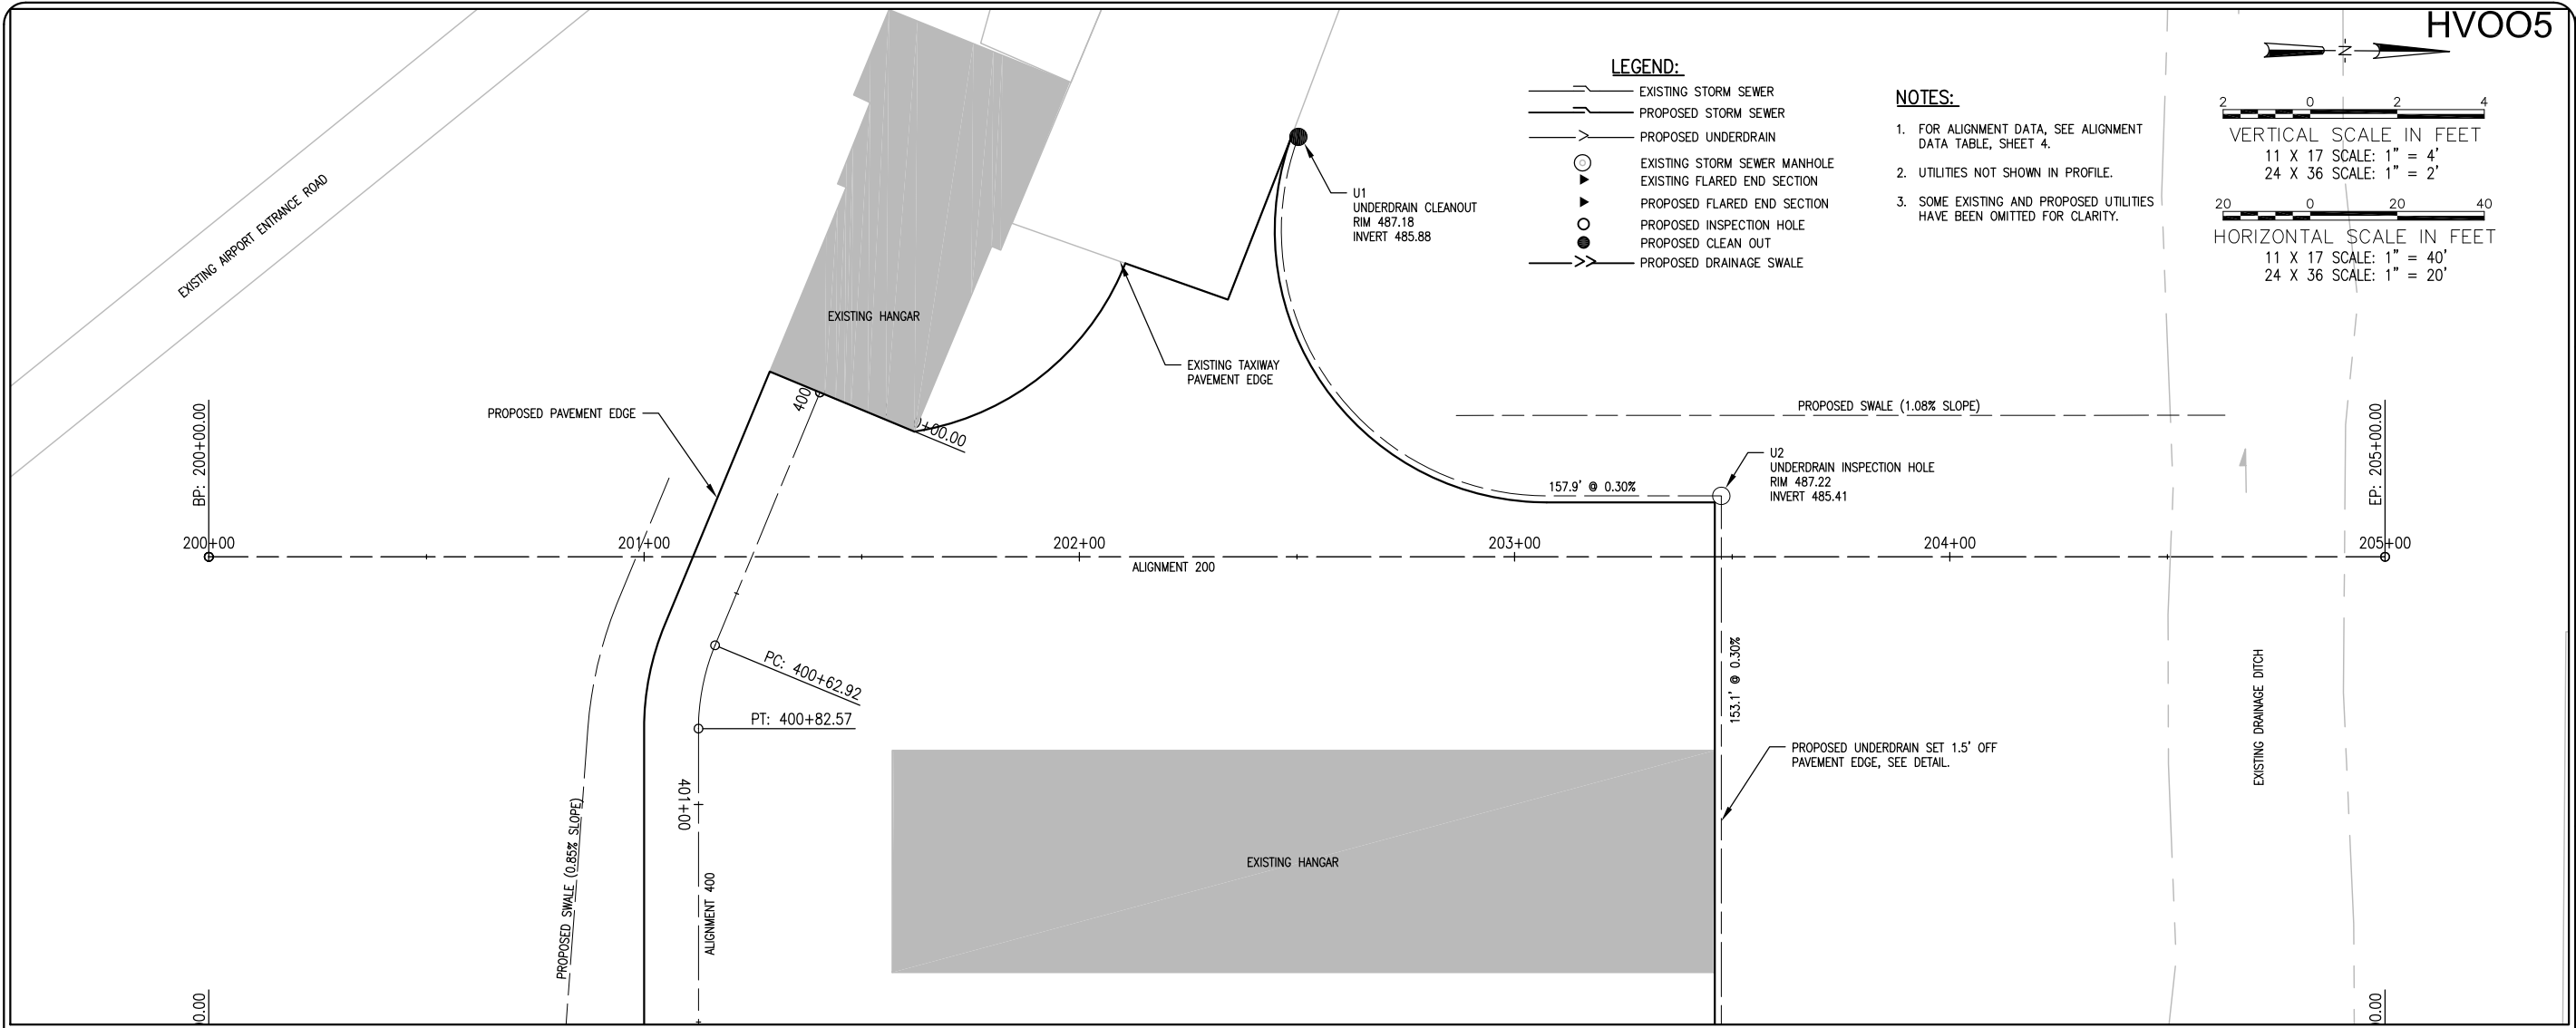 HVOO5
N
LEGEND:
EXISTING STORM SEWER
PROPOSED STORM SEWER
PROPOSED UNDERDRAIN
EXISTING STORM SEWER MANHOLE
EXISTING FLARED END SECTION
PROPOSED FLARED END SECTION
PROPOSED INSPECTION HOLE
PROPOSED CLEAN OUT
PROPOSED DRAINAGE SWALE
NOTES:
1. FOR ALIGNMENT DATA, SEE ALIGNMENT
DATA TABLE, SHEET 4.
2. UTILITIES NOT SHOWN IN PROFILE.
3. SOME EXISTING AND PROPOSED UTILITIES
HAVE BEEN OMITTED FOR CLARITY.
2 0 2 4
VERTICAL SCALE IN FEET
11 X 17 SCALE: 1" = 4'
24 X 36 SCALE: 1" = 2'
20 0 20 40
HORIZONTAL SCALE IN FEET
11 X 17 SCALE: 1" = 40'
24 X 36 SCALE: 1" = 20'
EXISTING AIRPORT ENTRANCE ROAD
U1
UNDERDRAIN CLEANOUT
RIM 487.18
INVERT 485.88
EXISTING HANGAR
EXISTING TAXIWAY
PAVEMENT EDGE
PROPOSED PAVEMENT EDGE
400
+00.00
PROPOSED SWALE (1.08% SLOPE)
U2
UNDERDRAIN INSPECTION HOLE
RIM 487.22
INVERT 485.41
157.9' @ 0.30%
BP: 200+00.00
EP: 205+00.00
200+00
201+00
202+00
203+00
204+00
205+00
ALIGNMENT 200
PC: 400+62.92
PT: 400+82.57
153.1' @ 0.30%
PROPOSED UNDERDRAIN SET 1.5' OFF
PAVEMENT EDGE, SEE DETAIL.
EXISTING DRAINAGE DITCH
401+00
ALIGNMENT 400
PROPOSED SWALE (0.85% SLOPE)
EXISTING HANGAR
0.00
0.00